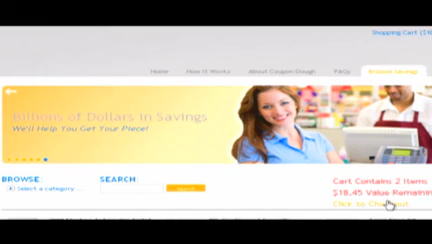 Shopping Cart ($10
Home How It Works About Coupon Dough FAQs Browse Savings
Billions of Dollars in Savings
We'll Help You Get Your Piece!
BROWSE: SEARCH:
Select a category...
Cart Contains 2 Items
$18.45 Value Remainin
Click to Checkout.